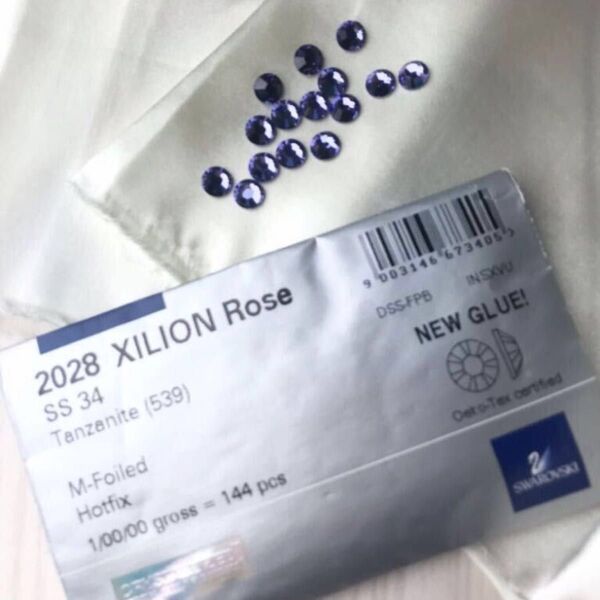 2028 XILION Rose
SS 34
Tanzanite (539)
M-Foiled
Hotfix
1/00/00 gross = 144 pcs
9 003146 673405
DSS-FPB
INSXVU
NEW GLUE!
Oeko-Tex certified
SWAROVSKI